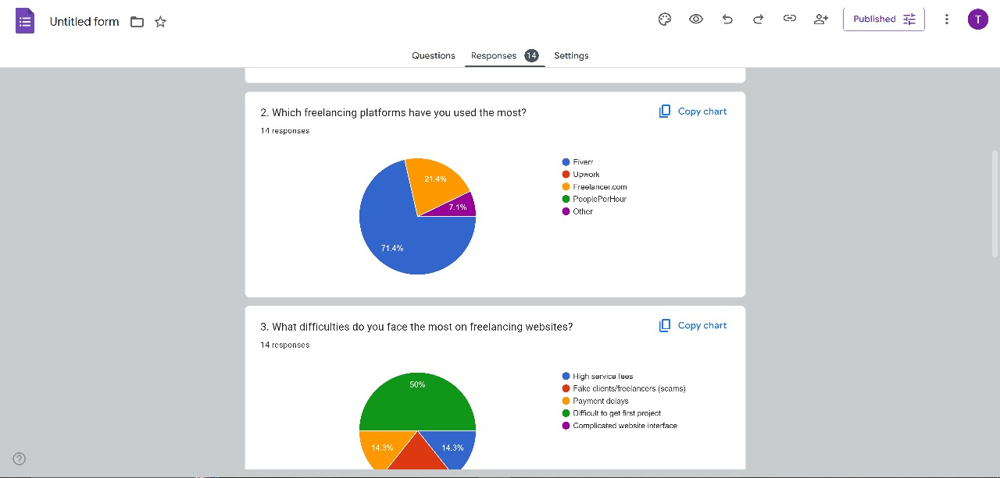 Untitled form
Published
T
Questions
Responses 14
Settings
2. Which freelancing platforms have you used the most?
Copy chart
14 responses
21.4%
7.1%
71.4%
Fiverr
Upwork
Freelancer.com
PeoplePerHour
Other
3. What difficulties do you face the most on freelancing websites?
Copy chart
14 responses
50%
14.3%
14.3%
High service fees
Fake clients/freelancers (scams)
Payment delays
Difficult to get first project
Complicated website interface